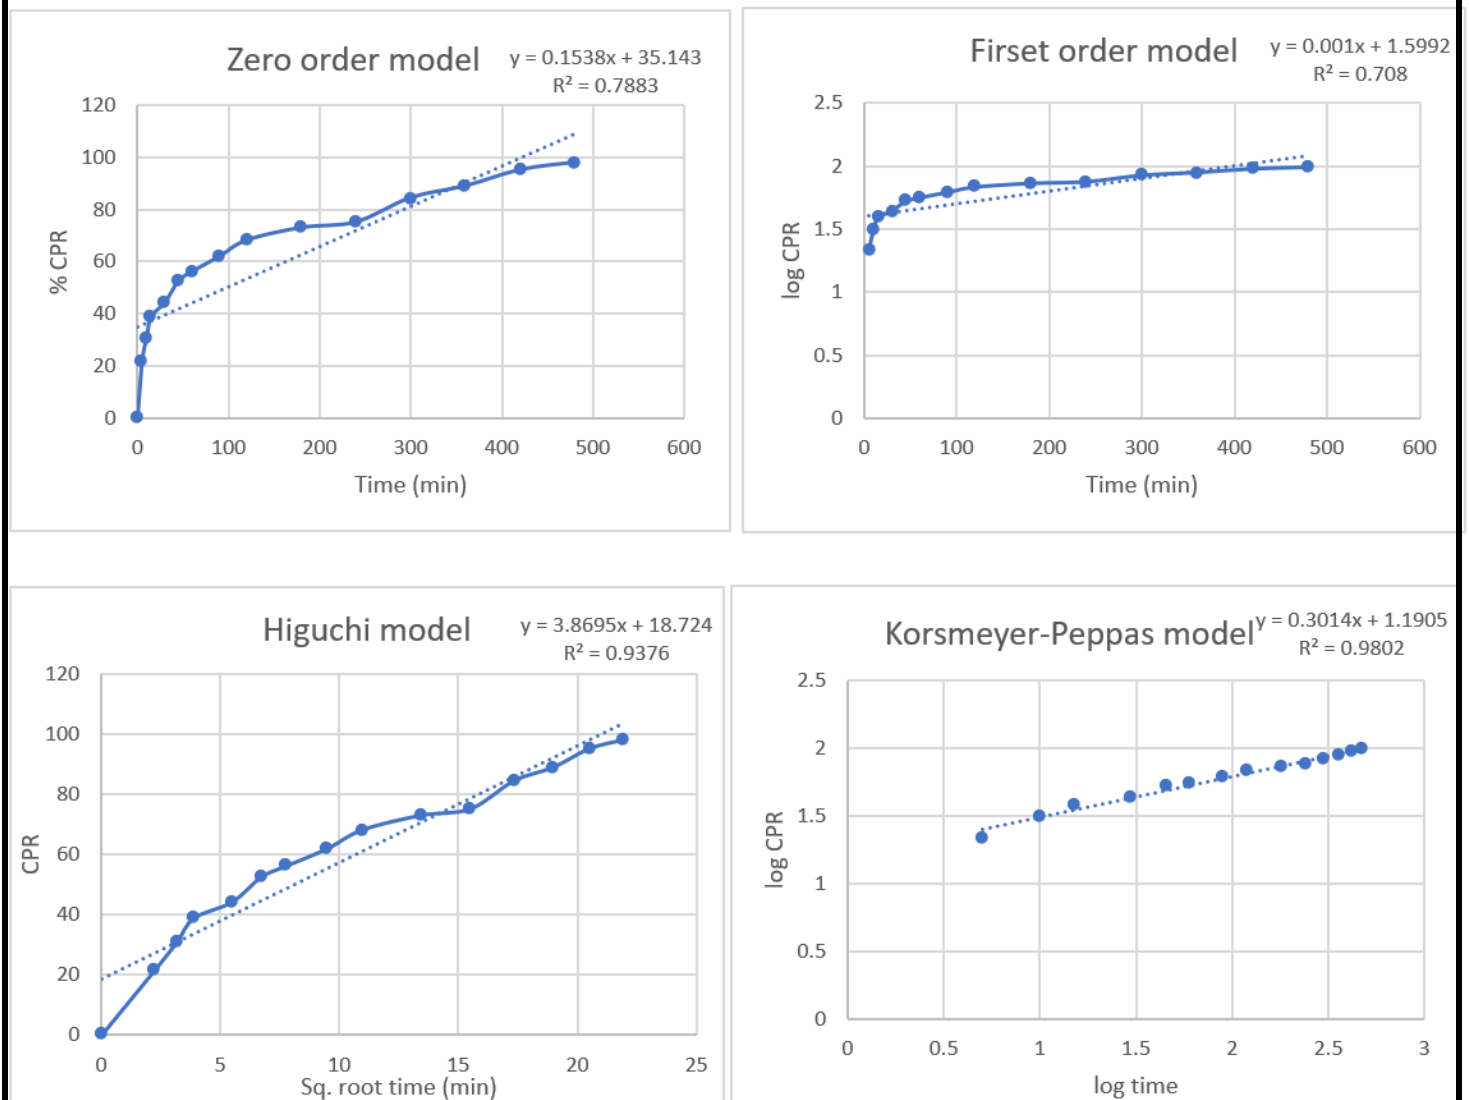 Zero order model
y = 0.1538x + 35.143
R² = 0.7883
120
100
80
60
40
20
0
% CPR
0 100 200 300 400 500 600
Time (min)
Firset order model
y = 0.001x + 1.5992
R² = 0.708
2.5
2
1.5
1
0.5
0
log CPR
0 100 200 300 400 500 600
Time (min)
Higuchi model
y = 3.8695x + 18.724
R² = 0.9376
120
100
80
60
40
20
0
CPR
0 5 10 15 20 25
Sq. root time (min)
Korsmeyer-Peppas model
y = 0.3014x + 1.1905
R² = 0.9802
2.5
2
1.5
1
0.5
0
log CPR
0 0.5 1 1.5 2 2.5 3
log time